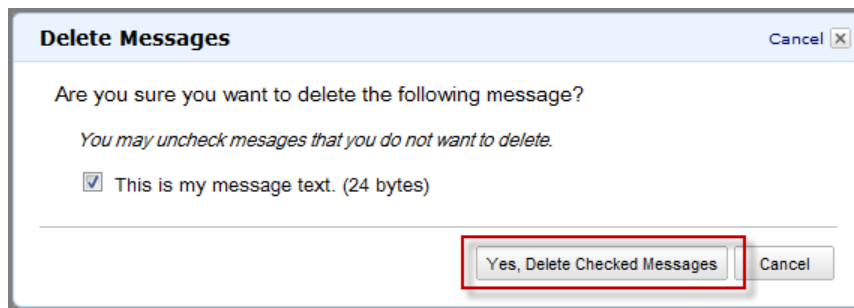 Delete Messages
Cancel
Are you sure you want to delete the following message?
You may uncheck mesages that you do not want to delete.
This is my message text. (24 bytes)
Yes, Delete Checked Messages
Cancel